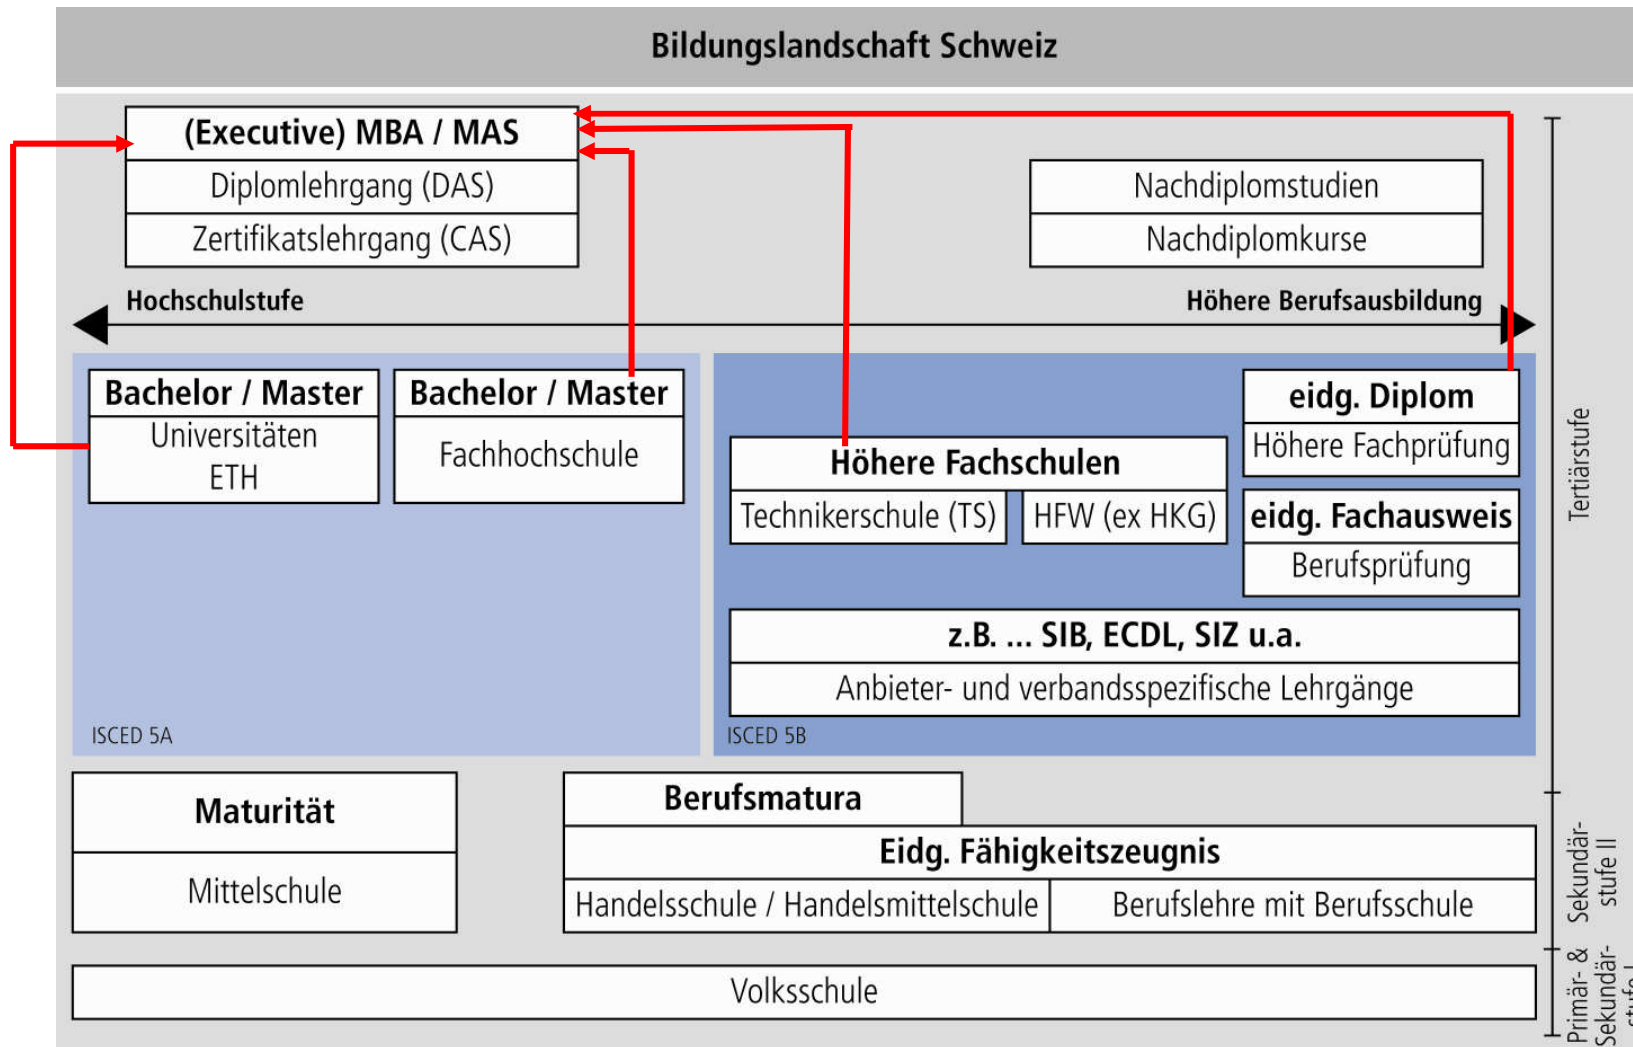 Bildungslandschaft Schweiz
(Executive) MBA / MAS
Diplomlehrgang (DAS)
Zertifikatslehrgang (CAS)
Nachdiplomstudien
Nachdiplomkurse
Hochschulstufe
Höhere Berufsausbildung
Bachelor / Master
Universitäten
ETH
Bachelor / Master
Fachhochschule
Höhere Fachschulen
Technikerschule (TS)
HFW (ex HKG)
eidg. Diplom
Höhere Fachprüfung
eidg. Fachausweis
Berufsprüfung
z.B. ... SIB, ECDL, SIZ u.a.
Anbieter- und verbandsspezifische Lehrgänge
ISCED 5A
ISCED 5B
Tertiärstufe
Maturität
Mittelschule
Berufsmatura
Eidg. Fähigkeitszeugnis
Handelsschule / Handelsmittelschule
Berufslehre mit Berufsschule
Sekundär-
stufe II
Volksschule
Primär- &
Sekundär-
stufe I